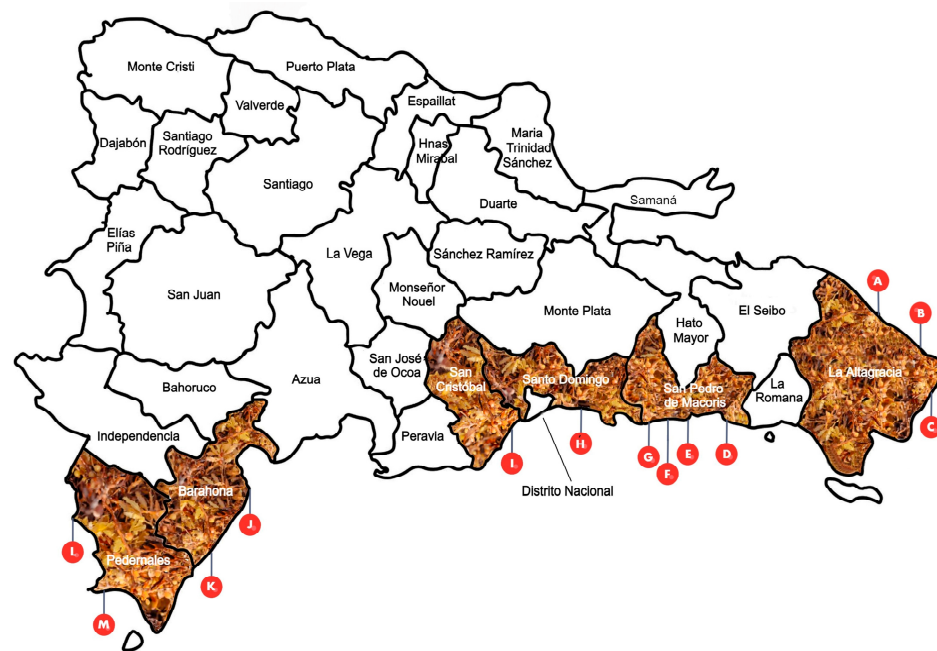 Monte Cristi
Puerto Plata
Valverde
Espaillat
Dajabón
Santiago
Rodríguez
Hnas
Mirabal
Maria
Trinidad
Sánchez
Santiago
Duarte
Samaná
Elías
Piña
La Vega
Sánchez Ramírez
San Juan
Monseñor
Nouel
Monte Plata
El Seibo
Hato
Mayor
A
B
San José
de Ocoa
San
Cristóbal
Santo Domingo
San Pedro
de Macoris
La
Romana
La Altagracia
Azua
Bahoruco
Independencia
Peravia
C
D
E
F
G
H
I.
Distrito Nacional
Barahona
J
K
L
Pedernales
M